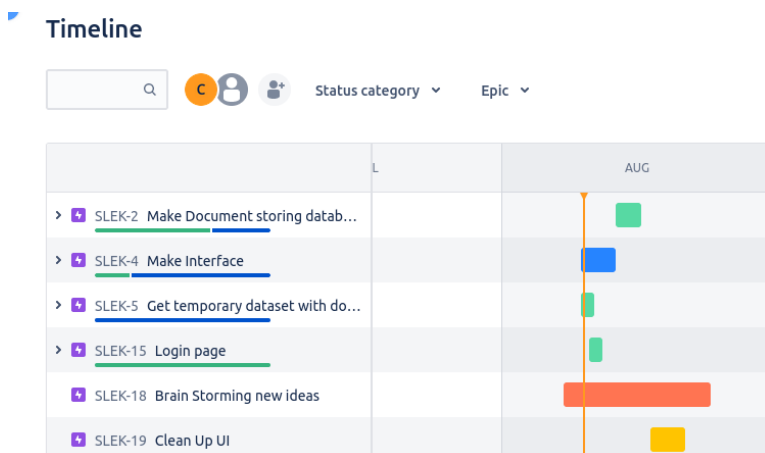 Timeline
C
Status category
Epic
L
AUG
SLEK-2 Make Document storing datab...
SLEK-4 Make Interface
SLEK-5 Get temporary dataset with do...
SLEK-15 Login page
SLEK-18 Brain Storming new ideas
SLEK-19 Clean Up UI